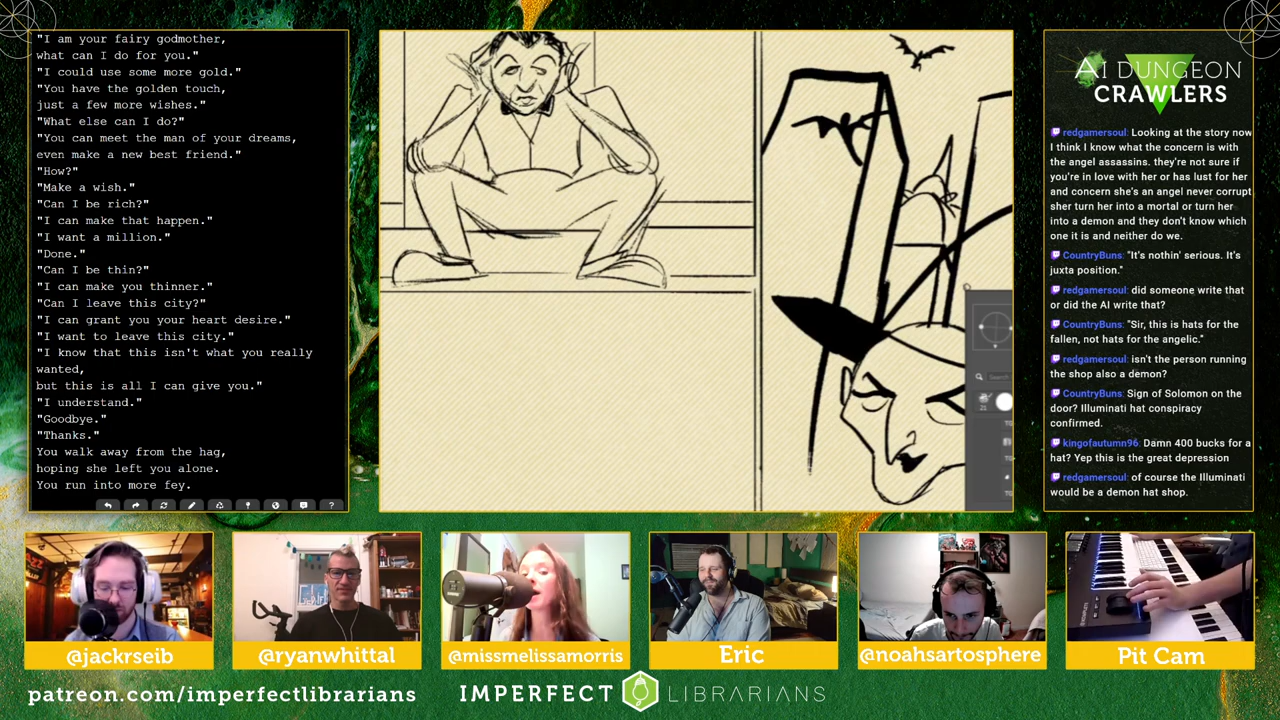 "I am your fairy godmother,
what can I do for you."
"I could use some more gold."
"You have the golden touch,
just a few more wishes."
"What else can I do?"
"You can meet the man of your dreams,
even make a new best friend."
"How?"
"Make a wish."
"Can I be rich?"
"I can make that happen."
"I want a million."
"Done."
"Can I be thin?"
"I can make you thinner."
"Can I leave this city?"
"I can grant you your heart desire."
"I want to leave this city."
"I know that this isn't what you really
wanted,
but this is all I can give you."
"I understand."
"Goodbye."
"Thanks."
You walk away from the hag,
hoping she left you alone.
You run into more fey.
AI DUNGEON
CRAWLERS
redgamersoul: Looking at the story now
I think I know what the concern is with
the angel assassins. they're not sure if
you're in love with her or has lust for her
and concern she's an angel never corrupt
sher turn her into a mortal or turn her
into a demon and they don't know which
one it is and neither do we.
CountryBuns: "It's nothin' serious. It's
juxta position."
redgamersoul: did someone write that
or did the AI write that?
CountryBuns: "Sir, this is hats for the
fallen, not hats for the angelic."
redgamersoul: isn't the person running
the shop also a demon?
CountryBuns: Sign of Solomon on the
door? Illuminati hat conspiracy
confirmed.
kingofautumn96: Damn 400 bucks for a
hat? Yep this is the great depression
redgamersoul: of course the Illuminati
would be a demon hat shop.
@jackrseib
@ryanwhittal
@missmelissamorris
Eric
@noahsartosphere
Pit Cam
patreon.com/imperfectlibrarians
IMPERFECT LIBRARIANS